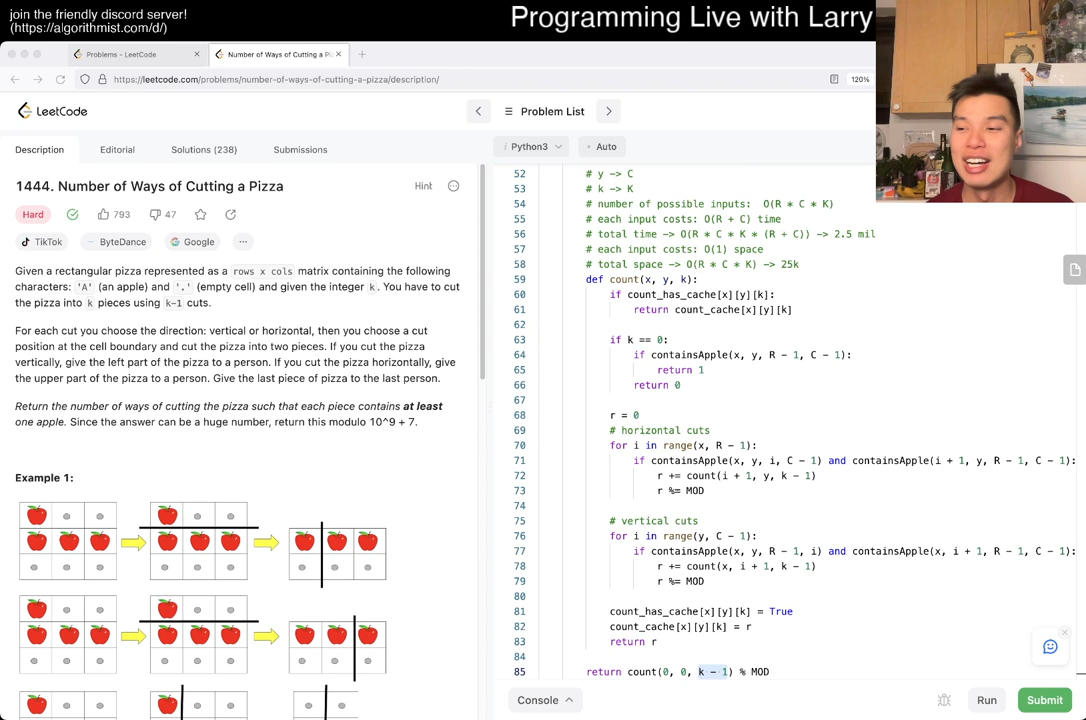 join the friendly discord server!
(https://algorithmist.com/d/)
Programming Live with Larry
Problems - LeetCode
Number of Ways of Cutting a Pi
https://leetcode.com/problems/number-of-ways-of-cutting-a-pizza/description/
120%
LeetCode
Problem List
Description
Editorial
Solutions (238)
Submissions
1444. Number of Ways of Cutting a Pizza
Hint
Hard
793
47
TikTok
ByteDance
Google
Given a rectangular pizza represented as a rows x cols matrix containing the following
characters: 'A' (an apple) and '.' (empty cell) and given the integer k. You have to cut
the pizza into k pieces using k-1 cuts.
For each cut you choose the direction: vertical or horizontal, then you choose a cut
position at the cell boundary and cut the pizza into two pieces. If you cut the pizza
vertically, give the left part of the pizza to a person. If you cut the pizza horizontally, give
the upper part of the pizza to a person. Give the last piece of pizza to the last person.
Return the number of ways of cutting the pizza such that each piece contains at least
one apple. Since the answer can be a huge number, return this modulo 10^9 + 7.
Example 1:
i Python3
Auto
52 # y -> C
53 # k -> K
54 # number of possible inputs: O(R * C * K)
55 # each input costs: O(R + C) time
56 # total time -> O(R * C * K * (R + C)) -> 2.5 mil
57 # each input costs: O(1) space
58 # total space -> O(R * C * K) -> 25k
59 def count(x, y, k):
60 if count_has_cache[x][y][k]:
61 return count_cache[x][y][k]
62
63 if k == 0:
64 if containsApple(x, y, R - 1, C - 1):
65 return 1
66 return 0
67
68 r = 0
69 # horizontal cuts
70 for i in range(x, R - 1):
71 if containsApple(x, y, i, C - 1) and containsApple(i + 1, y, R - 1, C - 1):
72 r += count(i + 1, y, k - 1)
73 r %= MOD
74
75 # vertical cuts
76 for i in range(y, C - 1):
77 if containsApple(x, y, R - 1, i) and containsApple(x, i + 1, R - 1, C - 1):
78 r += count(x, i + 1, k - 1)
79 r %= MOD
80
81 count_has_cache[x][y][k] = True
82 count_cache[x][y][k] = r
83 return r
84
85 return count(0, 0, k - 1) % MOD
Console
Run
Submit